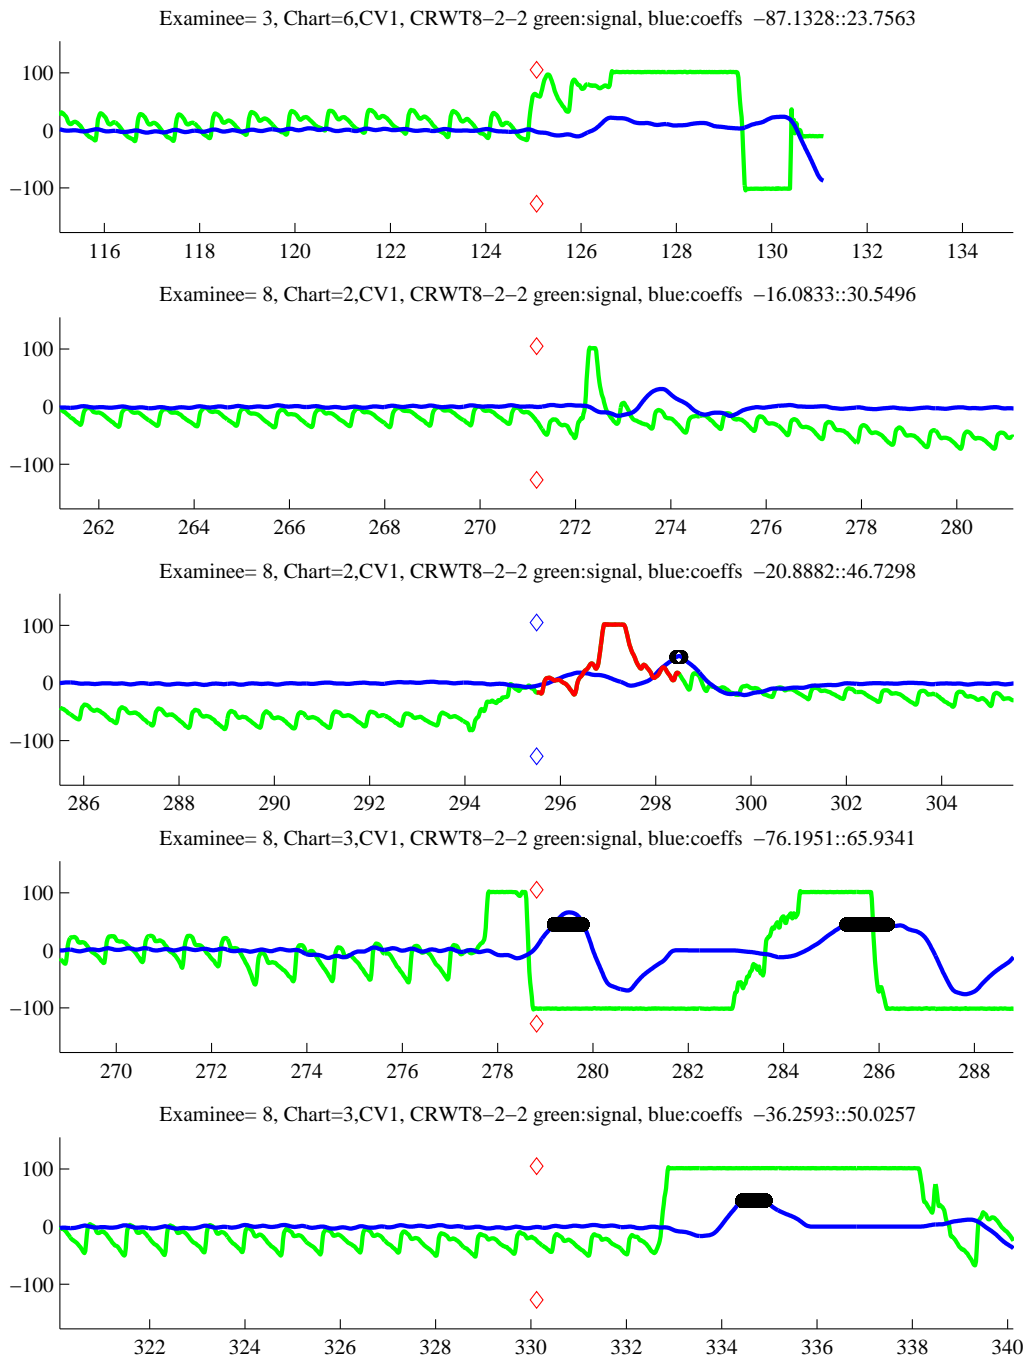 Examinee= 3, Chart=6,CV1, CRWT8−2−2 green:signal, blue:coeffs −87.1328::23.7563
100
0
−100
116 118 120 122 124 126 128 130 132 134
Examinee= 8, Chart=2,CV1, CRWT8−2−2 green:signal, blue:coeffs −16.0833::30.5496
100
0
−100
262 264 266 268 270 272 274 276 278 280
Examinee= 8, Chart=2,CV1, CRWT8−2−2 green:signal, blue:coeffs −20.8882::46.7298
100
0
−100
286 288 290 292 294 296 298 300 302 304
Examinee= 8, Chart=3,CV1, CRWT8−2−2 green:signal, blue:coeffs −76.1951::65.9341
100
0
−100
270 272 274 276 278 280 282 284 286 288
Examinee= 8, Chart=3,CV1, CRWT8−2−2 green:signal, blue:coeffs −36.2593::50.0257
100
0
−100
322 324 326 328 330 332 334 336 338 340